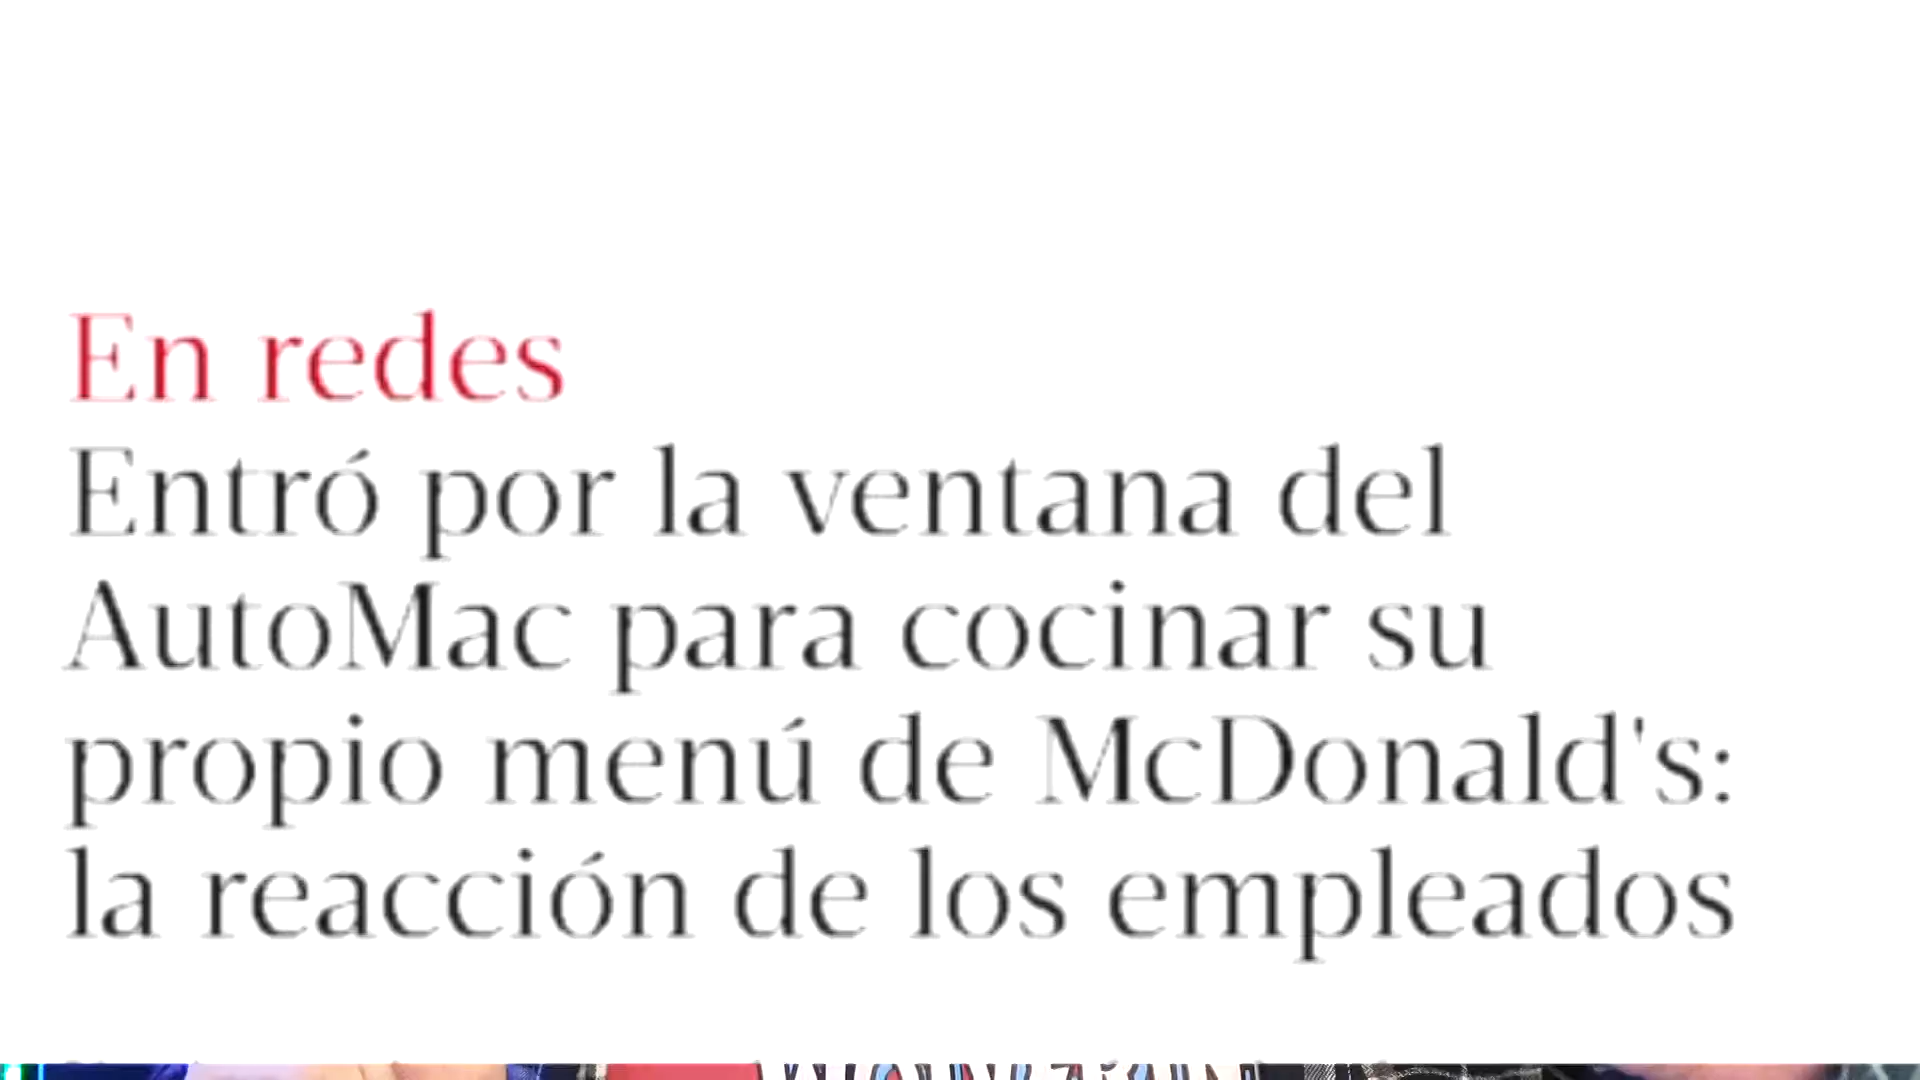 En redes
Entró por la ventana del
AutoMac para cocinar su
propio menú de McDonald's:
la reacción de los empleados